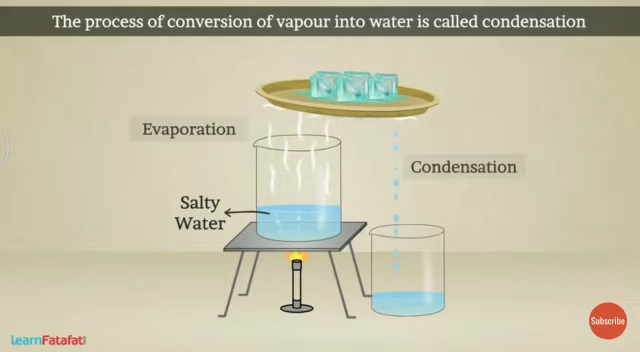 The process of conversion of vapour into water is called condensation
Evaporation
Condensation
Salty
Water
Subscribe
learnFatafat